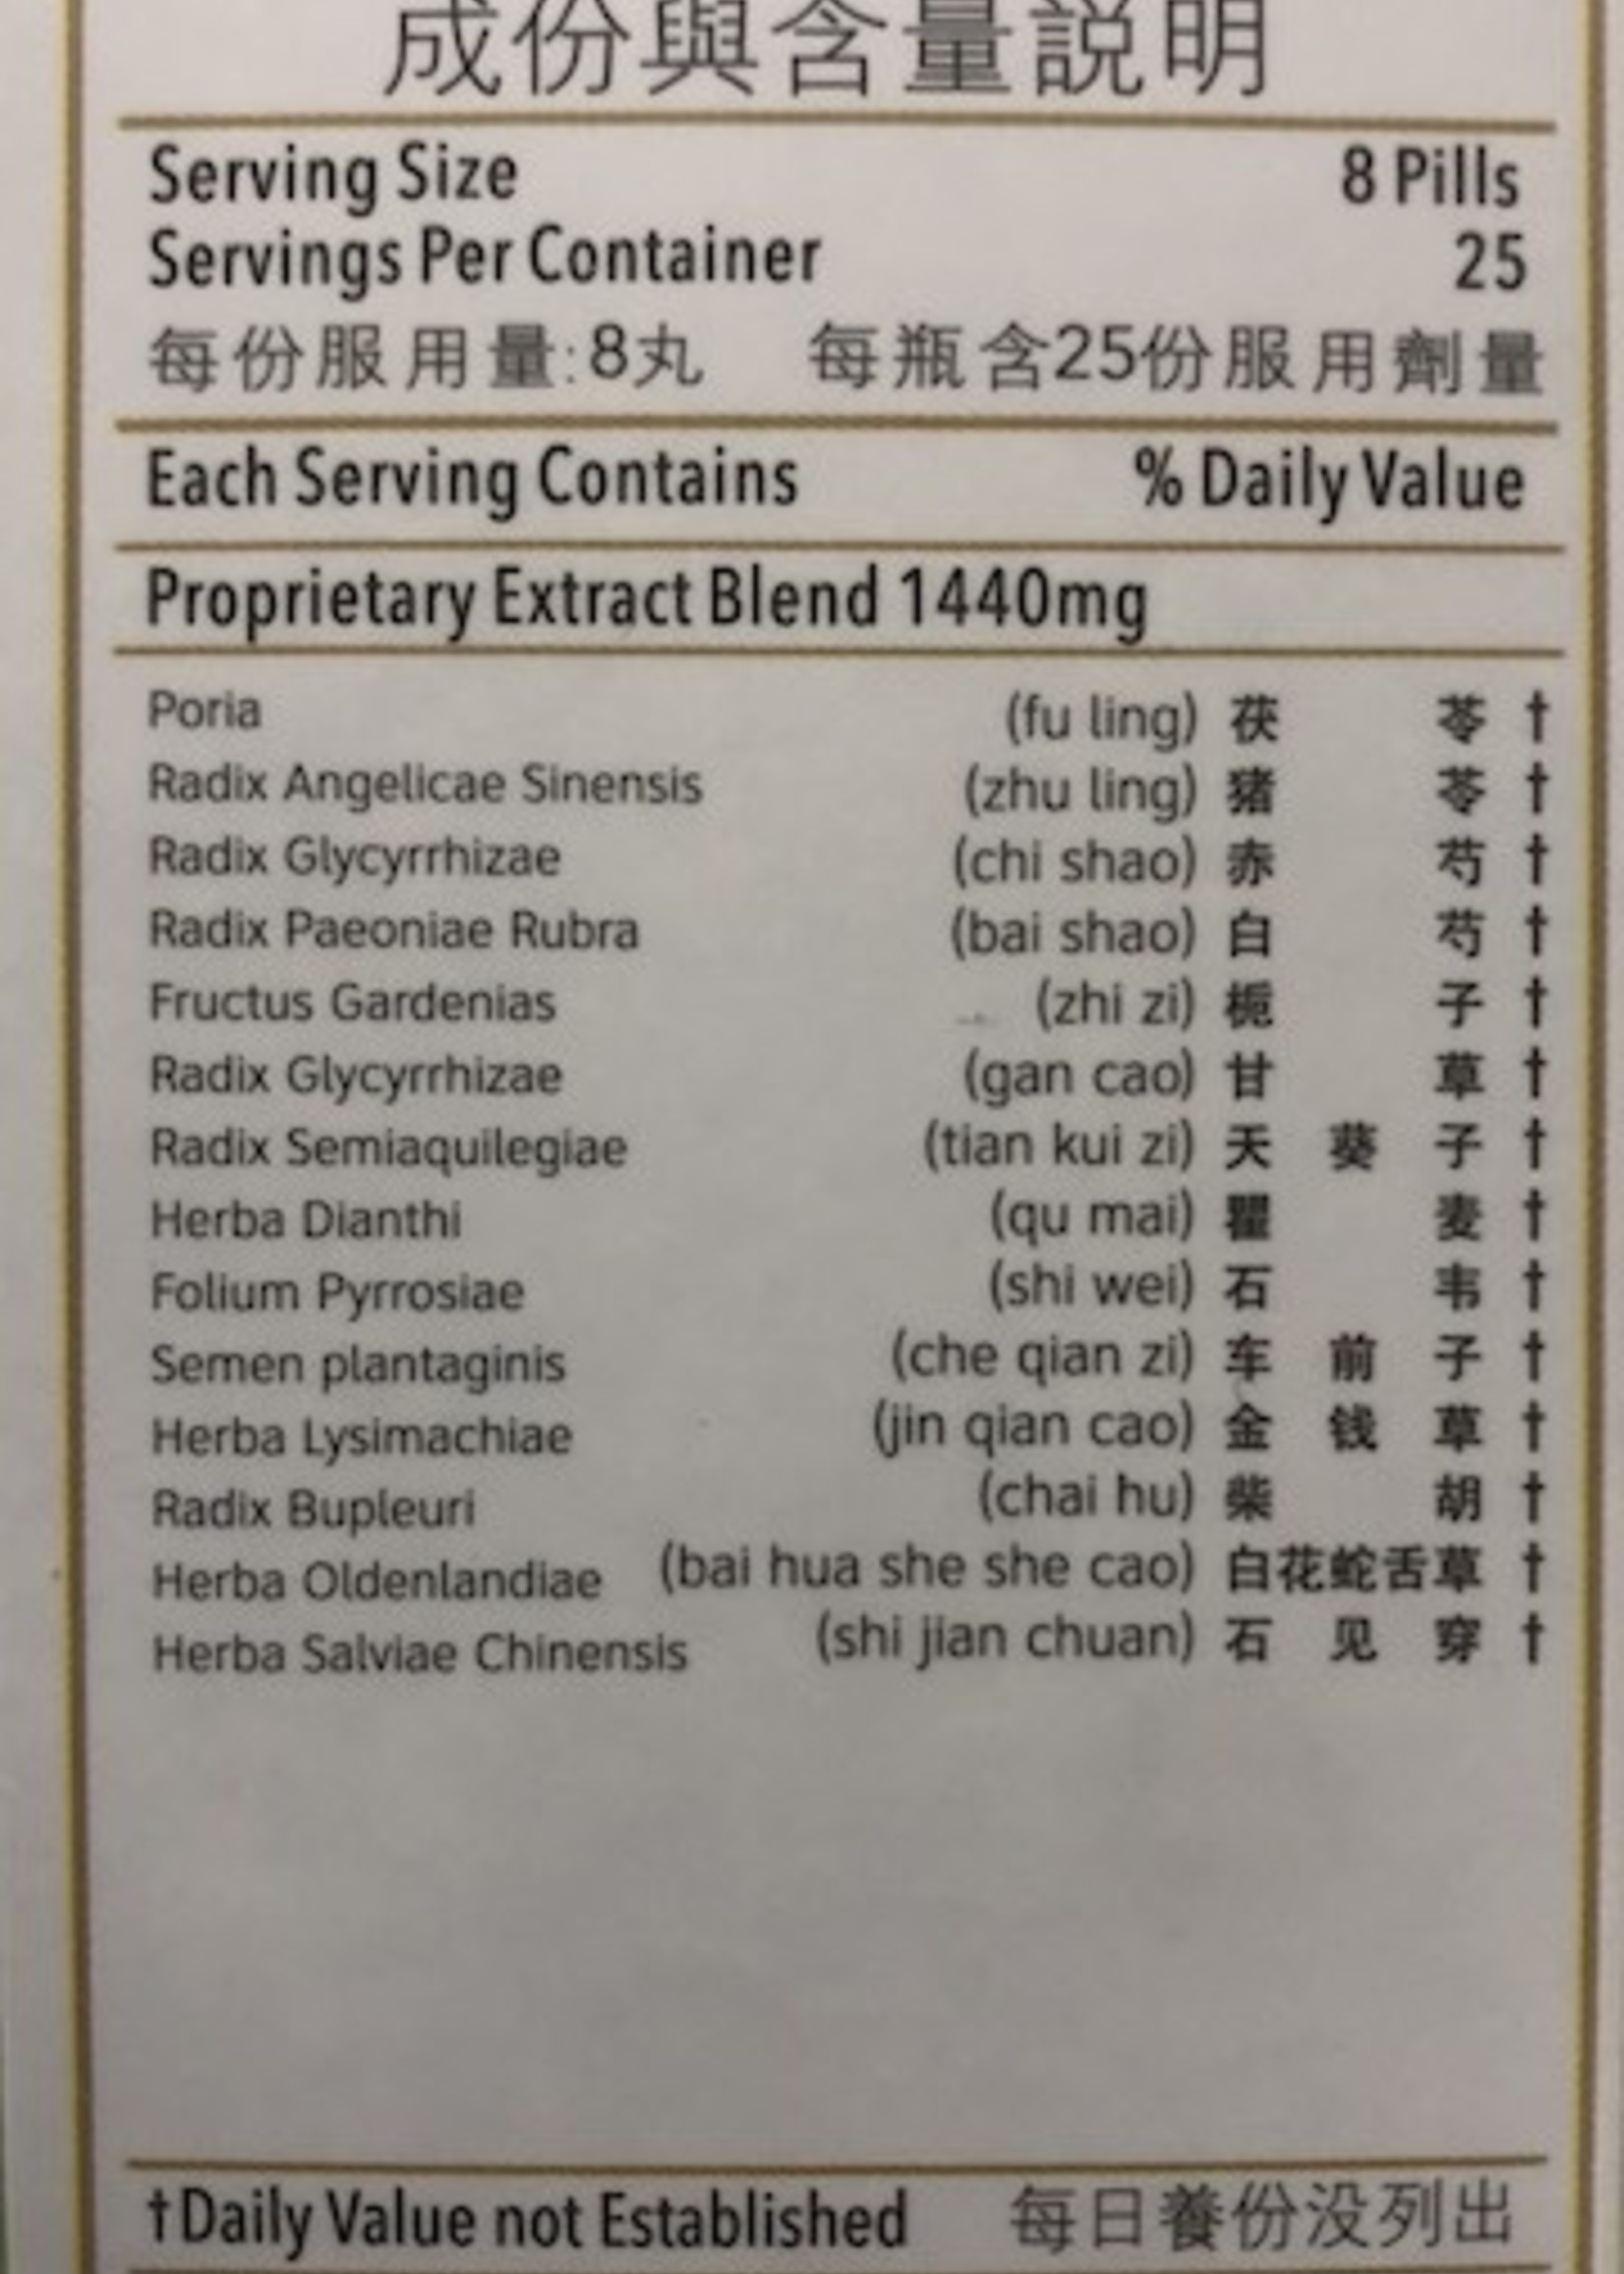 成份與含量説明
Serving Size 8 Pills
Servings Per Container 25
每份服用量:8丸 每瓶含25份服用劑量
Each Serving Contains % Daily Value
Proprietary Extract Blend 1440mg
Poria (fu ling) 茯苓 †
Radix Angelicae Sinensis (zhu ling) 猪苓 †
Radix Glycyrrhizae (chi shao) 赤芍 †
Radix Paeoniae Rubra (bai shao) 白芍 †
Fructus Gardenias (zhi zi) 栀子 †
Radix Glycyrrhizae (gan cao) 甘草 †
Radix Semiaquilegiae (tian kui zi) 天葵子 †
Herba Dianthi (qu mai) 瞿麦 †
Folium Pyrrosiae (shi wei) 石韦 †
Semen plantaginis (che qian zi) 车前子 †
Herba Lysimachiae (jin qian cao) 金钱草 †
Radix Bupleuri (chai hu) 柴胡 †
Herba Oldenlandiae (bai hua she she cao) 白花蛇舌草 †
Herba Salviae Chinensis (shi jian chuan) 石见穿 †
†Daily Value not Established 每日養份没列出